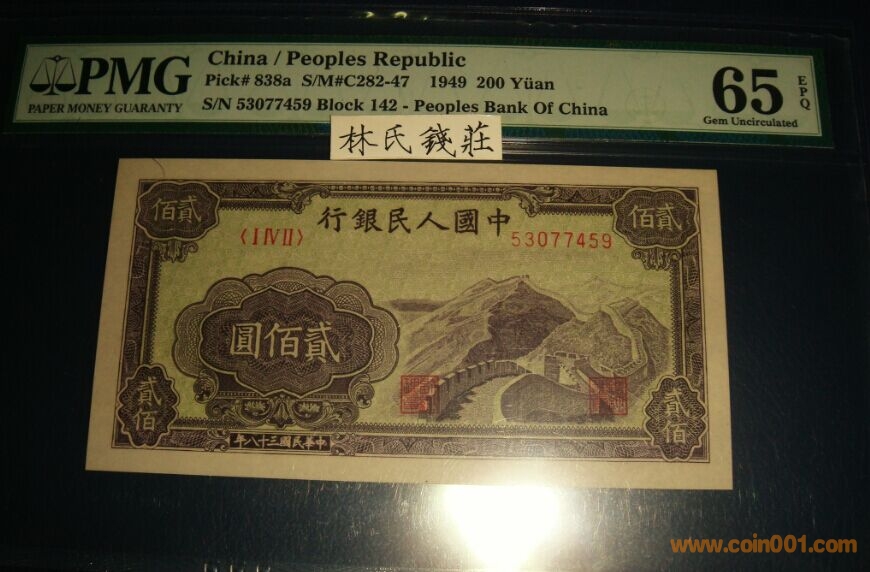 PMG
PAPER MONEY GUARANTY
China / Peoples Republic
Pick# 838a S/M#C282-47 1949 200 Yüan
S/N 53077459 Block 142 - Peoples Bank Of China
65
EPQ
Gem Uncirculated
林氏錢莊
佰貳
行銀民人國中
佰貳
〈I IV II〉
53077459
圓佰貳
貳佰
貳佰
年八十三國民華中
www.coin001.com